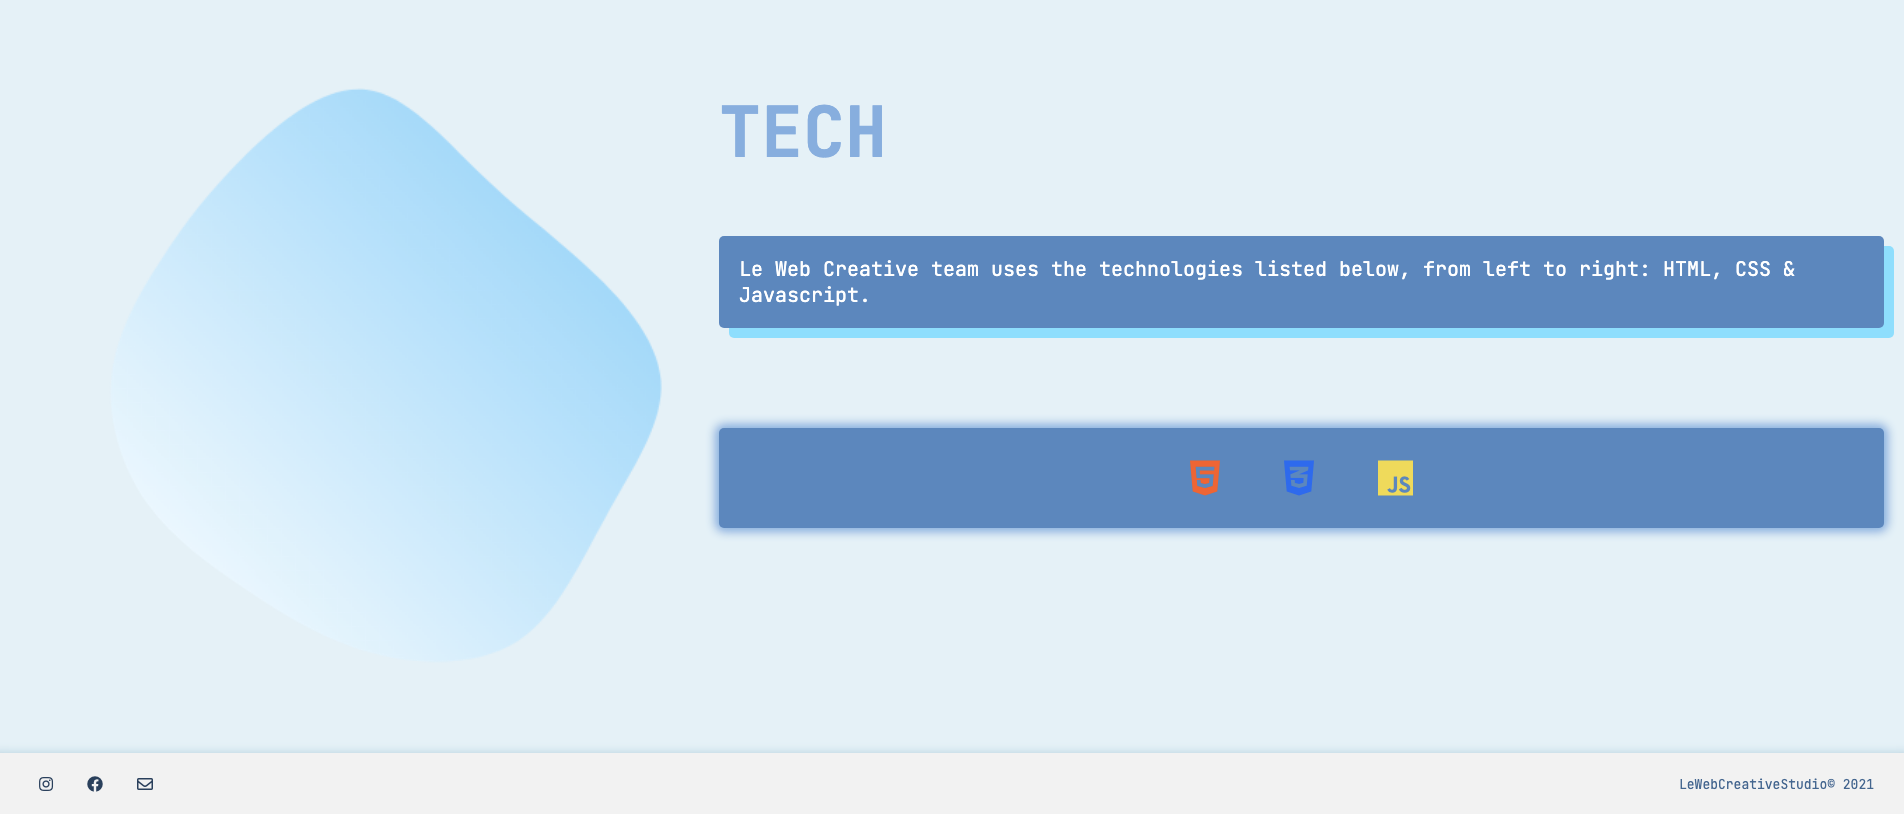 TECH
Le Web Creative team uses the technologies listed below, from left to right: HTML, CSS &
Javascript.
5 3 JS
LeWebCreativeStudio© 2021